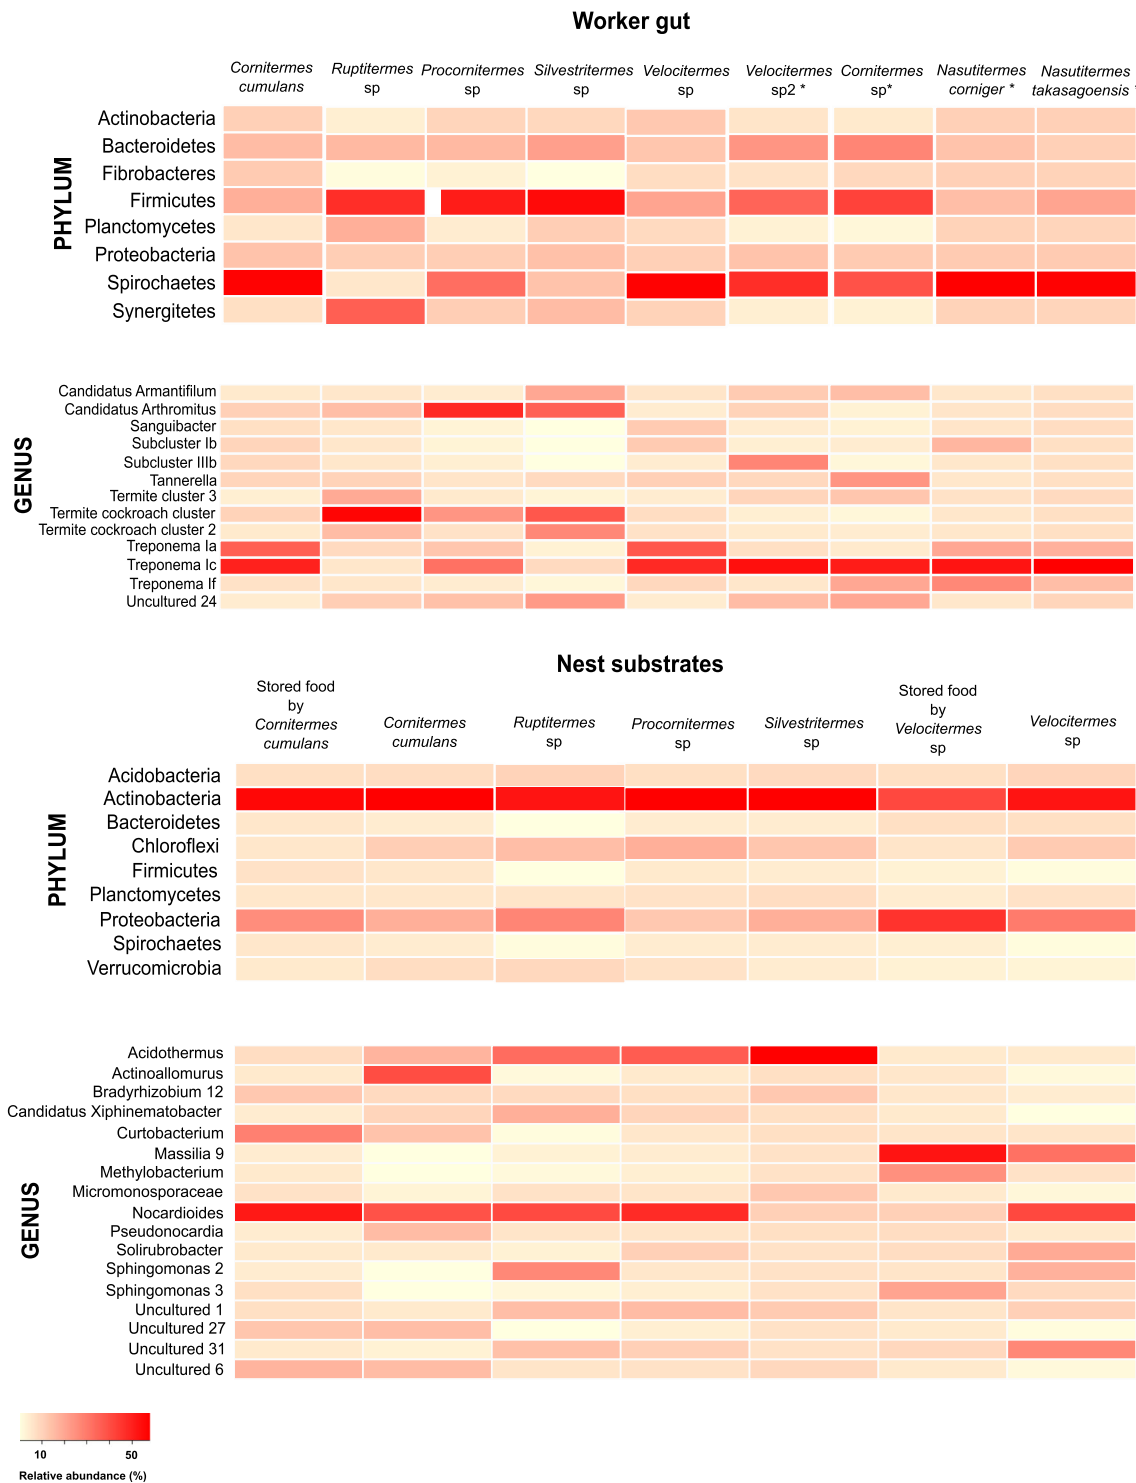 Worker gut
Cornitermes cumulans
Ruptitermes sp
Procornitermes sp
Silvestritermes sp
Velocitermes sp
Velocitermes sp2 *
Cornitermes sp*
Nasutitermes corniger *
Nasutitermes takasagoensis *
PHYLUM
Actinobacteria
Bacteroidetes
Fibrobacteres
Firmicutes
Planctomycetes
Proteobacteria
Spirochaetes
Synergitetes
GENUS
Candidatus Armantifilum
Candidatus Arthromitus
Sanguibacter
Subcluster Ib
Subcluster IIIb
Tannerella
Termite cluster 3
Termite cockroach cluster
Termite cockroach cluster 2
Treponema Ia
Treponema Ic
Treponema If
Uncultured 24
Nest substrates
Stored food
by
Cornitermes
cumulans
Cornitermes
cumulans
Ruptitermes
sp
Procornitermes
sp
Silvestritermes
sp
Stored food
by
Velocitermes
sp
Velocitermes
sp
PHYLUM
Acidobacteria
Actinobacteria
Bacteroidetes
Chloroflexi
Firmicutes
Planctomycetes
Proteobacteria
Spirochaetes
Verrucomicrobia
GENUS
Acidothermus
Actinoallomurus
Bradyrhizobium 12
Candidatus Xiphinematobacter
Curtobacterium
Massilia 9
Methylobacterium
Micromonosporaceae
Nocardioides
Pseudonocardia
Solirubrobacter
Sphingomonas 2
Sphingomonas 3
Uncultured 1
Uncultured 27
Uncultured 31
Uncultured 6
10 50
Relative abundance (%)